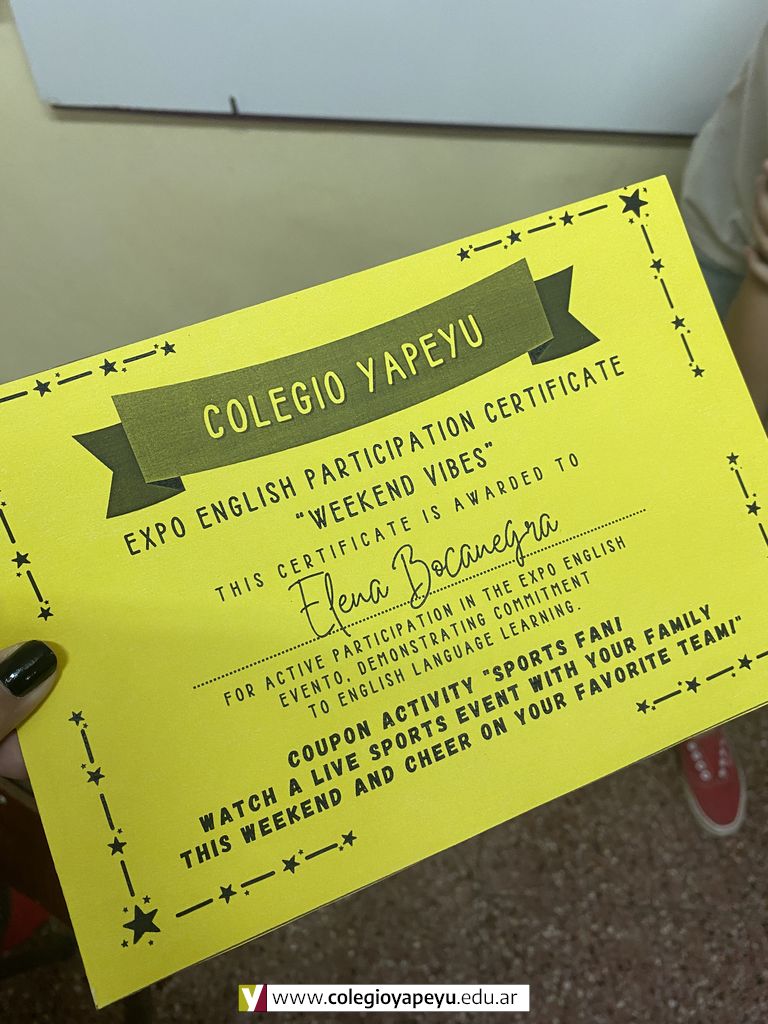 COLEGIO YAPEYU
EXPO ENGLISH PARTICIPATION CERTIFICATE
"WEEKEND VIBES"
THIS CERTIFICATE IS AWARDED TO
Elena Bocanegra
FOR ACTIVE PARTICIPATION IN THE EXPO ENGLISH
EVENTO, DEMONSTRATING COMMITMENT
TO ENGLISH LANGUAGE LEARNING.
COUPON ACTIVITY "SPORTS FAN!
WATCH A LIVE SPORTS EVENT WITH YOUR FAMILY
THIS WEEKEND AND CHEER ON YOUR FAVORITE TEAM!"
www.colegioyapeyu.edu.ar